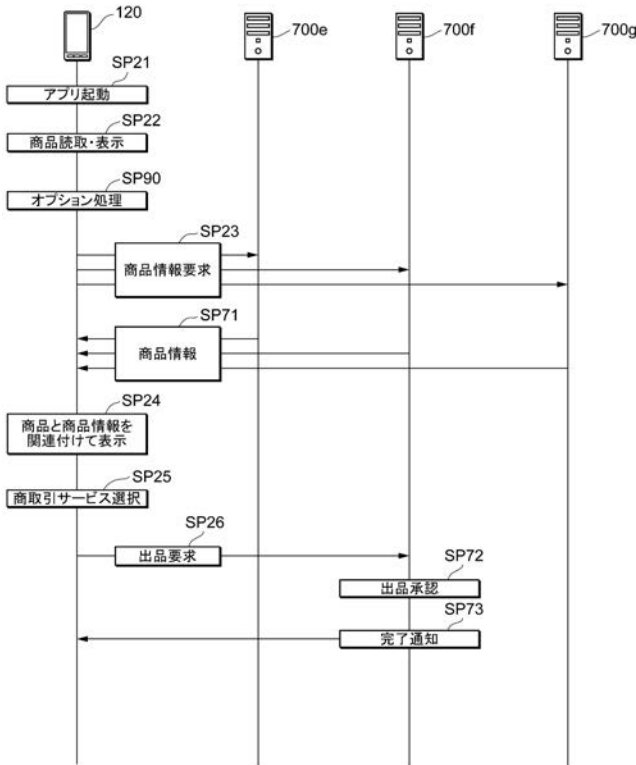 120
700e
700f
700g
SP21
アプリ起動
SP22
商品読取・表示
SP90
オプション処理
SP23
商品情報要求
SP71
商品情報
SP24
商品と商品情報を
関連付けて表示
SP25
商取引サービス選択
SP26
出品要求
SP72
出品承認
SP73
完了通知